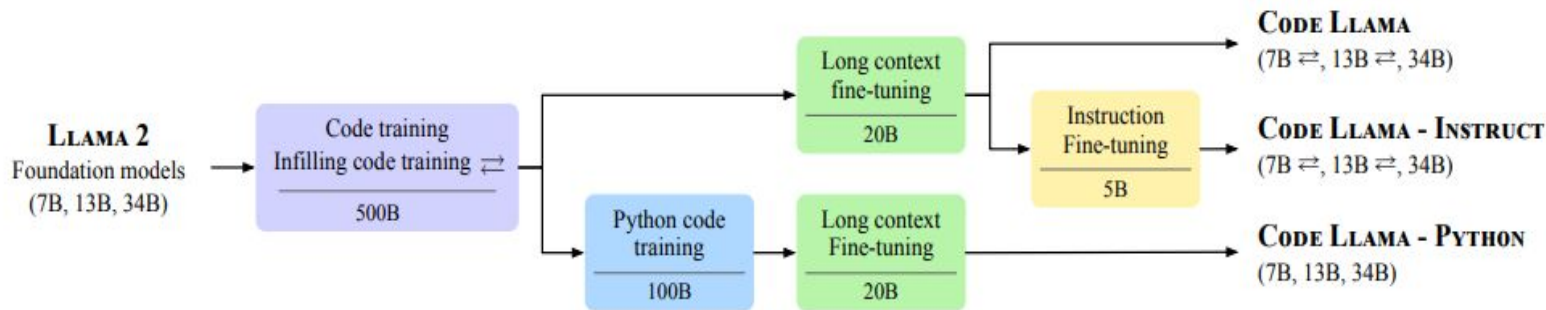 LLAMA 2
Foundation models
(7B, 13B, 34B)
Code training
Infilling code training ⇄
500B
Python code
training
100B
Long context
fine-tuning
20B
Long context
Fine-tuning
20B
Instruction
Fine-tuning
5B
CODE LLAMA
(7B ⇄, 13B ⇄, 34B)
CODE LLAMA - INSTRUCT
(7B ⇄, 13B ⇄, 34B)
CODE LLAMA - PYTHON
(7B, 13B, 34B)